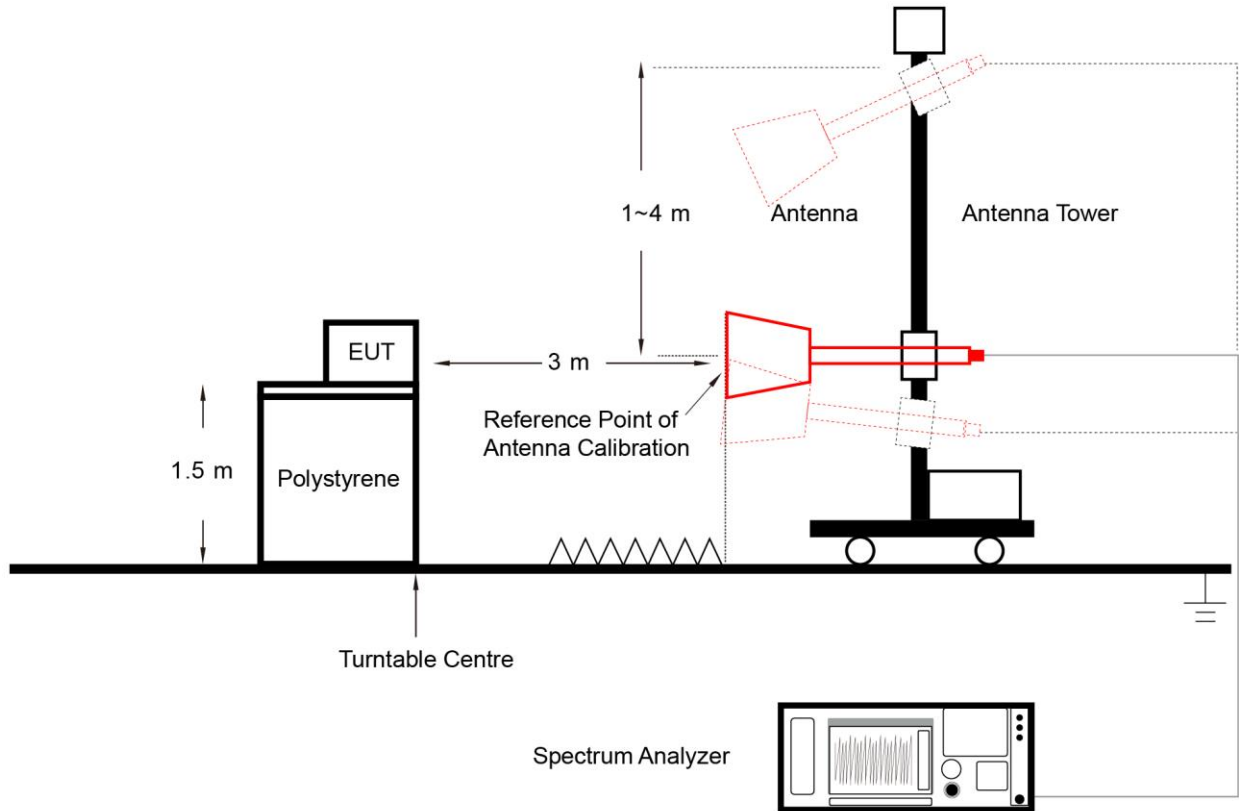 1~4 m
Antenna
Antenna Tower
EUT
3 m
Reference Point of
Antenna Calibration
1.5 m
Polystyrene
Turntable Centre
Spectrum Analyzer